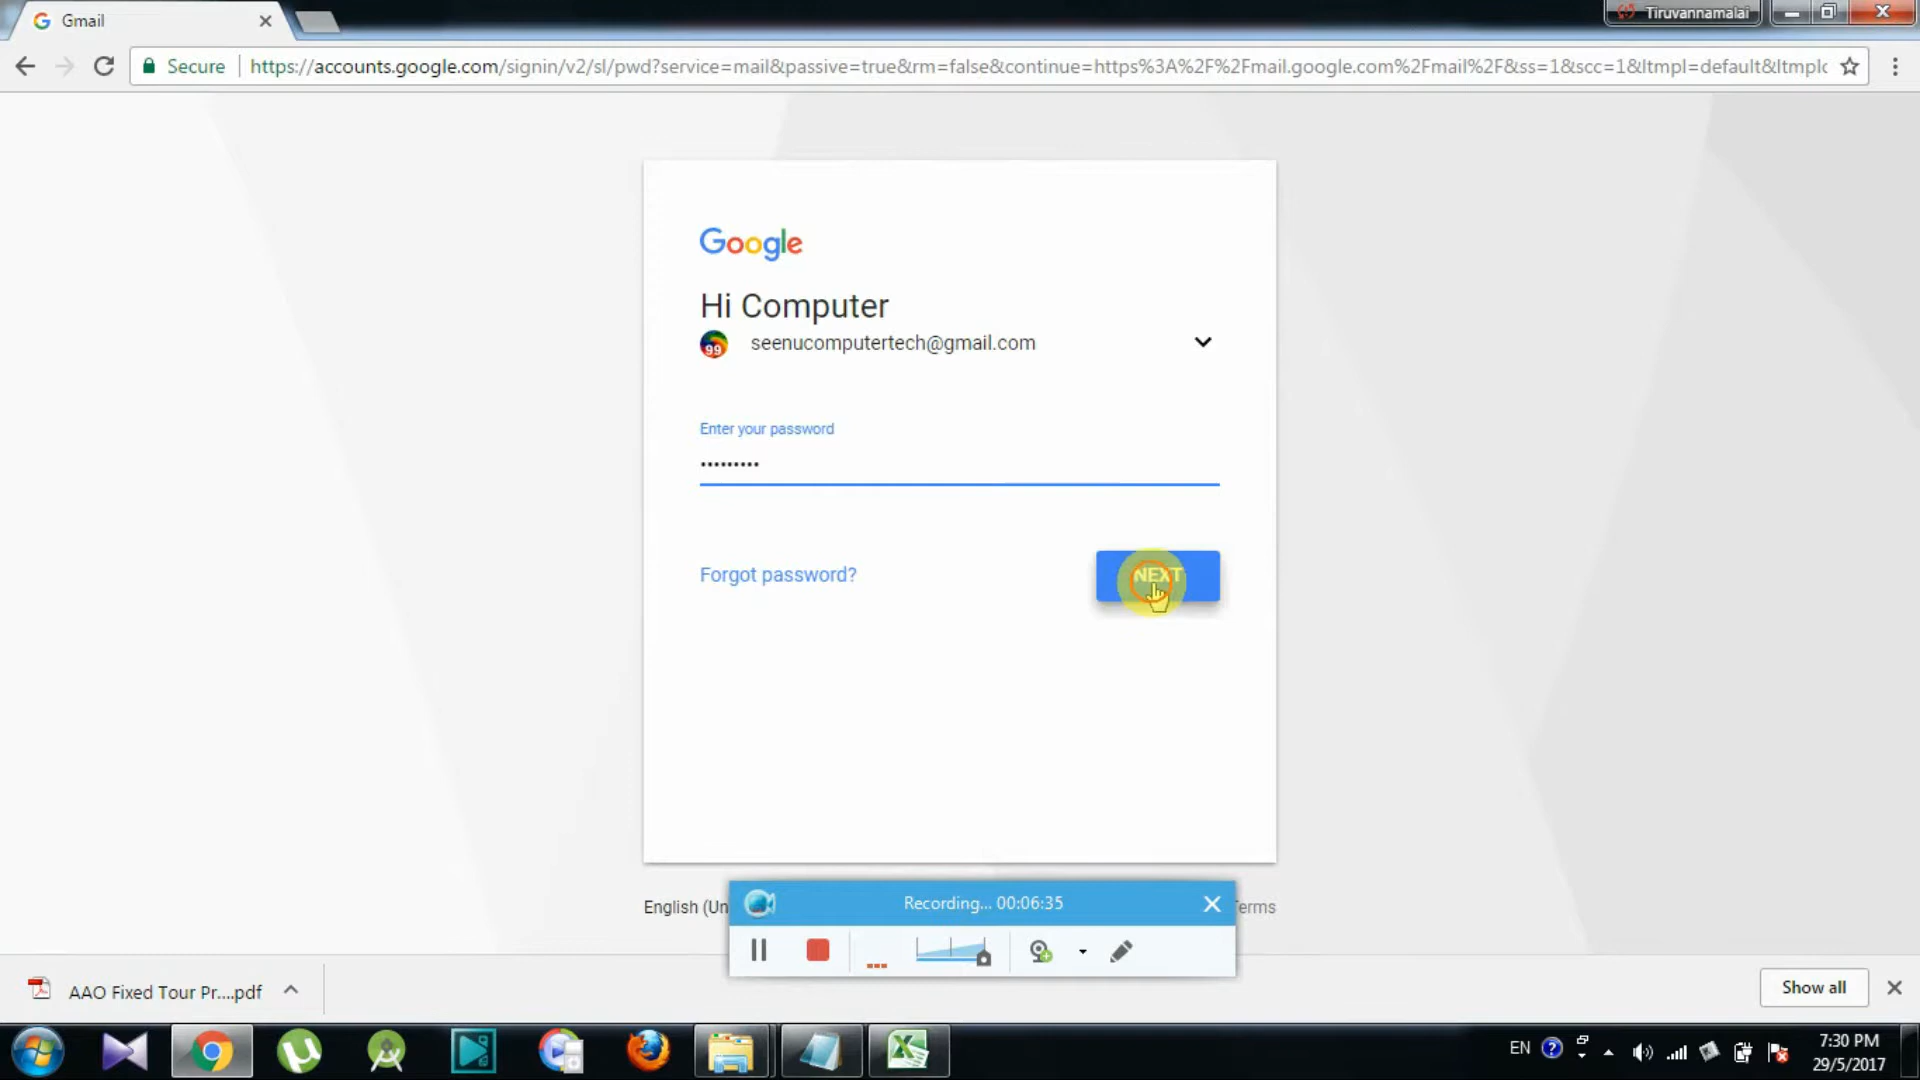 Gmail
Tiruvannamalai
Secure
https://accounts.google.com/signin/v2/sl/pwd?service=mail&passive=true&rm=false&continue=https%3A%2F%2Fmail.google.com%2Fmail%2F&ss=1&scc=1&ltmpl=default&ltmplc
Google
Hi Computer
99
seenucomputertech@gmail.com
Enter your password
Forgot password?
NEXT
English (Un
Terms
Recording... 00:06:35
AAO Fixed Tour Pr....pdf
Show all
EN
7:30 PM
29/5/2017